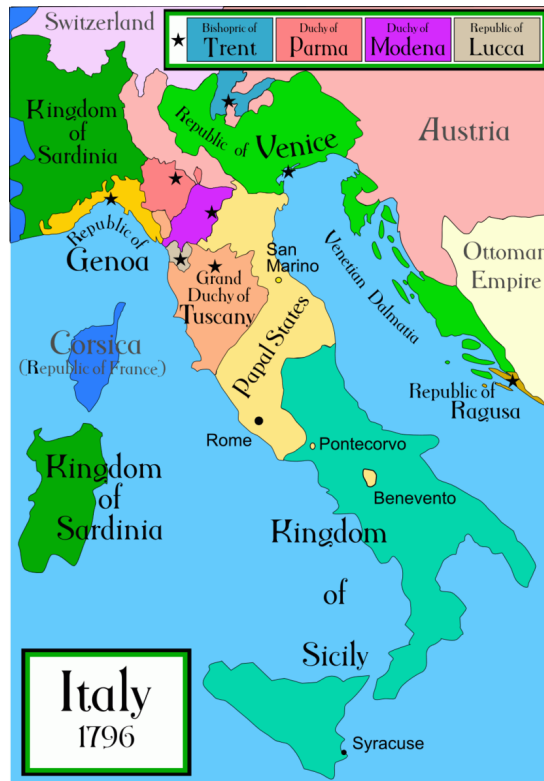 Switzerland
Bishopric of
Trent
Duchy of
Parma
Duchy of
Modena
Republic of
Lucca
Kingdom
of
Sardinia
Republic of Venice
Austria
Republic of
Genoa
San
Marino
Venetian Dalmatia
Ottoman
Empire
Grand
Duchy of
Tuscany
Papal States
Corsica
(Republic of France)
Republic of
Ragusa
Rome
Pontecorvo
Benevento
Kingdom
of
Sardinia
Kingdom
of
Sicily
Italy
1796
Syracuse